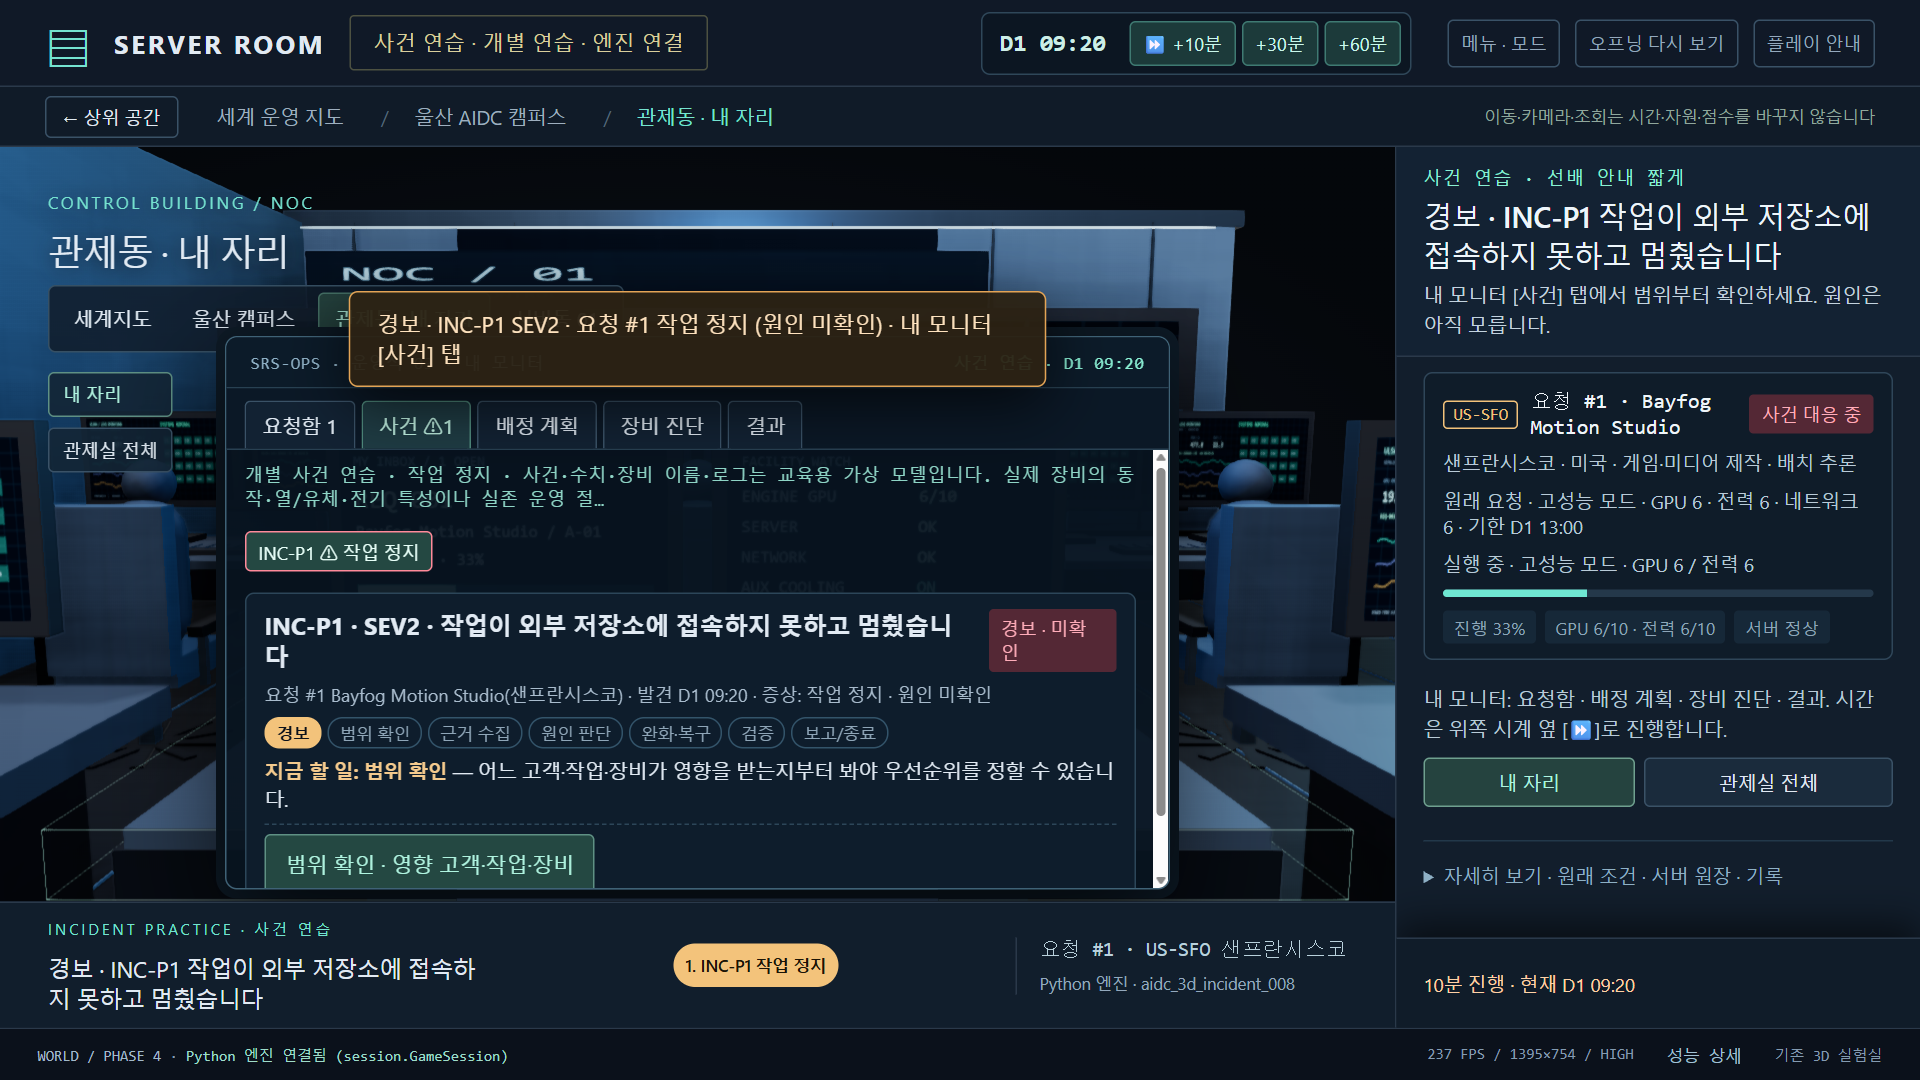 SERVER ROOM
사건 연습 · 개별 연습 · 엔진 연결
D1 09:20
⏩ +10분
+30분
+60분
메뉴 · 모드
오프닝 다시 보기
플레이 안내
← 상위 공간
세계 운영 지도 / 울산 AIDC 캠퍼스 / 관제동 · 내 자리
이동·카메라·조회는 시간·자원·점수를 바꾸지 않습니다
CONTROL BUILDING / NOC
관제동 · 내 자리
NOC / 01
세계지도
울산 캠퍼스
내 자리
관제실 전체
경보 · INC-P1 SEV2 · 요청 #1 작업 정지 (원인 미확인) · 내 모니터
[사건] 탭
SRS-OPS ·
사건 연습 · D1 09:20
요청함 1
사건 ⚠1
배정 계획
장비 진단
결과
개별 사건 연습 · 작업 정지 · 사건·수치·장비 이름·로그는 교육용 가상 모델입니다. 실제 장비의 동
작·열/유체·전기 특성이나 실존 운영 절…
ENGINE GPU 6/10
SERVER OK
NETWORK OK
AUX COOLING ON
INC-P1 ⚠ 작업 정지
INC-P1 · SEV2 · 작업이 외부 저장소에 접속하지 못하고 멈췄습니
다
경보 · 미확
인
요청 #1 Bayfog Motion Studio(샌프란시스코) · 발견 D1 09:20 · 증상: 작업 정지 · 원인 미확인
경보
범위 확인
근거 수집
원인 판단
완화·복구
검증
보고/종료
지금 할 일: 범위 확인 — 어느 고객·작업·장비가 영향을 받는지부터 봐야 우선순위를 정할 수 있습니
다.
범위 확인 · 영향 고객·작업·장비
사건 연습 · 선배 안내 짧게
경보 · INC-P1 작업이 외부 저장소에
접속하지 못하고 멈췄습니다
내 모니터 [사건] 탭에서 범위부터 확인하세요. 원인은
아직 모릅니다.
US-SFO
요청 #1 · Bayfog
Motion Studio
사건 대응 중
샌프란시스코 · 미국 · 게임·미디어 제작 · 배치 추론
원래 요청 · 고성능 모드 · GPU 6 · 전력 6 · 네트워크
6 · 기한 D1 13:00
실행 중 · 고성능 모드 · GPU 6 / 전력 6
진행 33%
GPU 6/10 · 전력 6/10
서버 정상
내 모니터: 요청함 · 배정 계획 · 장비 진단 · 결과. 시간
은 위쪽 시계 옆 [⏩]로 진행합니다.
내 자리
관제실 전체
▶ 자세히 보기 · 원래 조건 · 서버 원장 · 기록
10분 진행 · 현재 D1 09:20
INCIDENT PRACTICE · 사건 연습
경보 · INC-P1 작업이 외부 저장소에 접속하
지 못하고 멈췄습니다
1. INC-P1 작업 정지
요청 #1 · US-SFO 샌프란시스코
Python 엔진 · aidc_3d_incident_008
WORLD / PHASE 4 · Python 엔진 연결됨 (session.GameSession)
237 FPS / 1395×754 / HIGH
성능 상세
기존 3D 실험실